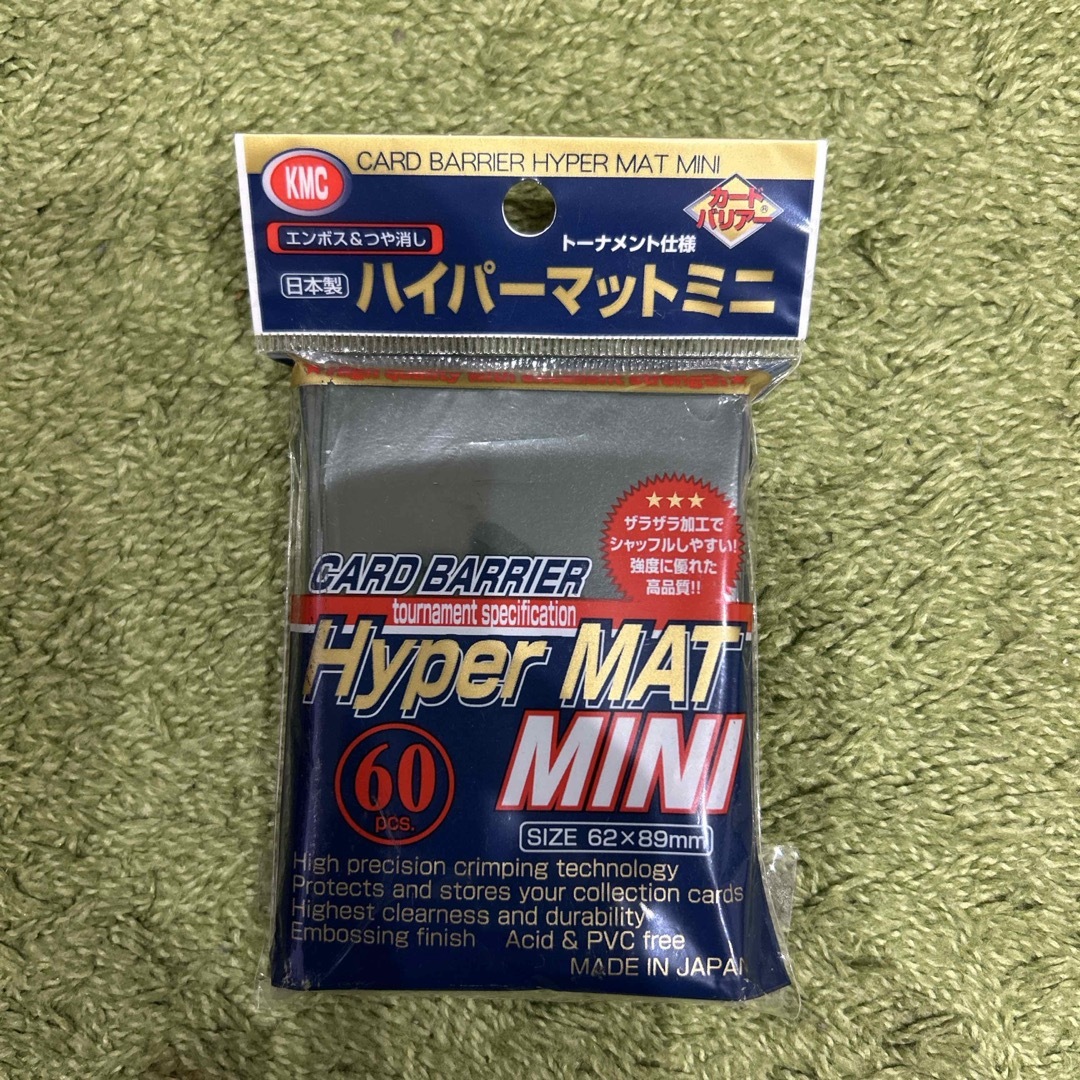 CARD BARRIER HYPER MAT MINI
KMC
カード
バリアー®
エンボス&つや消し
トーナメント仕様
日本製
ハイパーマットミニ
★★★
ザラザラ加工で
シャッフルしやすい!
強度に優れた
高品質!!
CARD BARRIER
tournament specification
Hyper MAT
MINI
60
pcs.
SIZE 62×89mm
High precision crimping technology
Protects and stores your collection cards
Highest clearness and durability
Embossing finish Acid & PVC free
MADE IN JAPAN